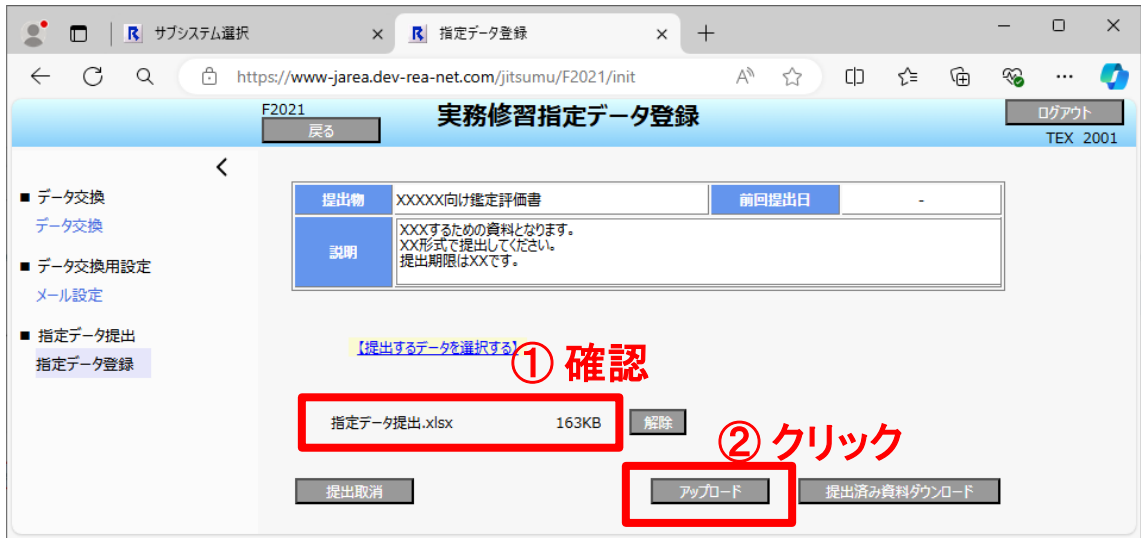 サブシステム選択
指定データ登録
https://www-jarea.dev-rea-net.com/jitsumu/F2021/init
F2021
戻る
実務修習指定データ登録
ログアウト
TEX 2001
■ データ交換
データ交換
■ データ交換用設定
メール設定
■ 指定データ提出
指定データ登録
提出物 XXXXX向け鑑定評価書 前回提出日 -
説明
XXXするための資料となります。
XX形式で提出してください。
提出期限はXXです。
【提出するデータを選択する】
① 確認
指定データ提出.xlsx 163KB 解除
② クリック
提出取消 アップロード 提出済み資料ダウンロード